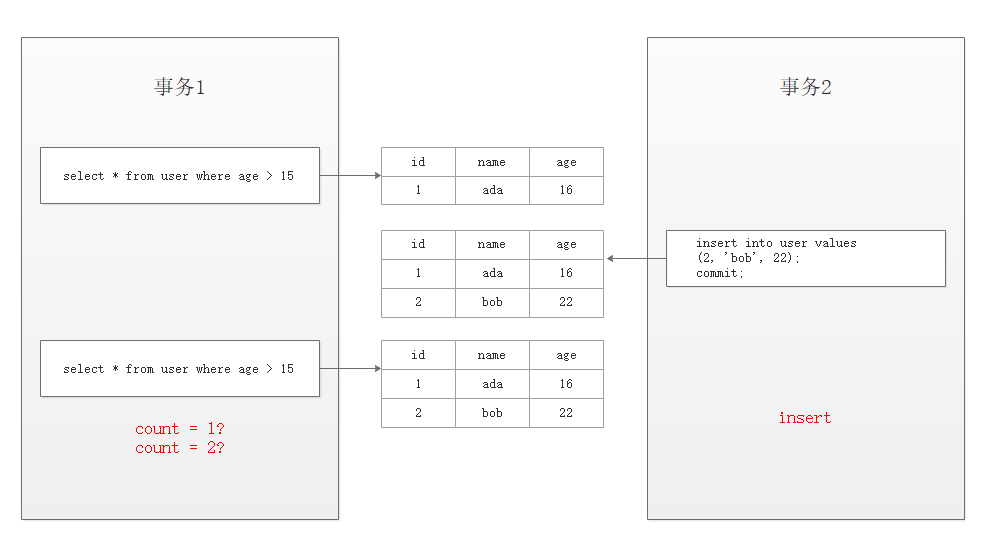 事务1
事务2
select * from user where age > 15
id name age
1 ada 16
id name age
1 ada 16
2 bob 22
insert into user values
(2, 'bob', 22);
commit;
select * from user where age > 15
id name age
1 ada 16
2 bob 22
count = 1?
count = 2?
insert